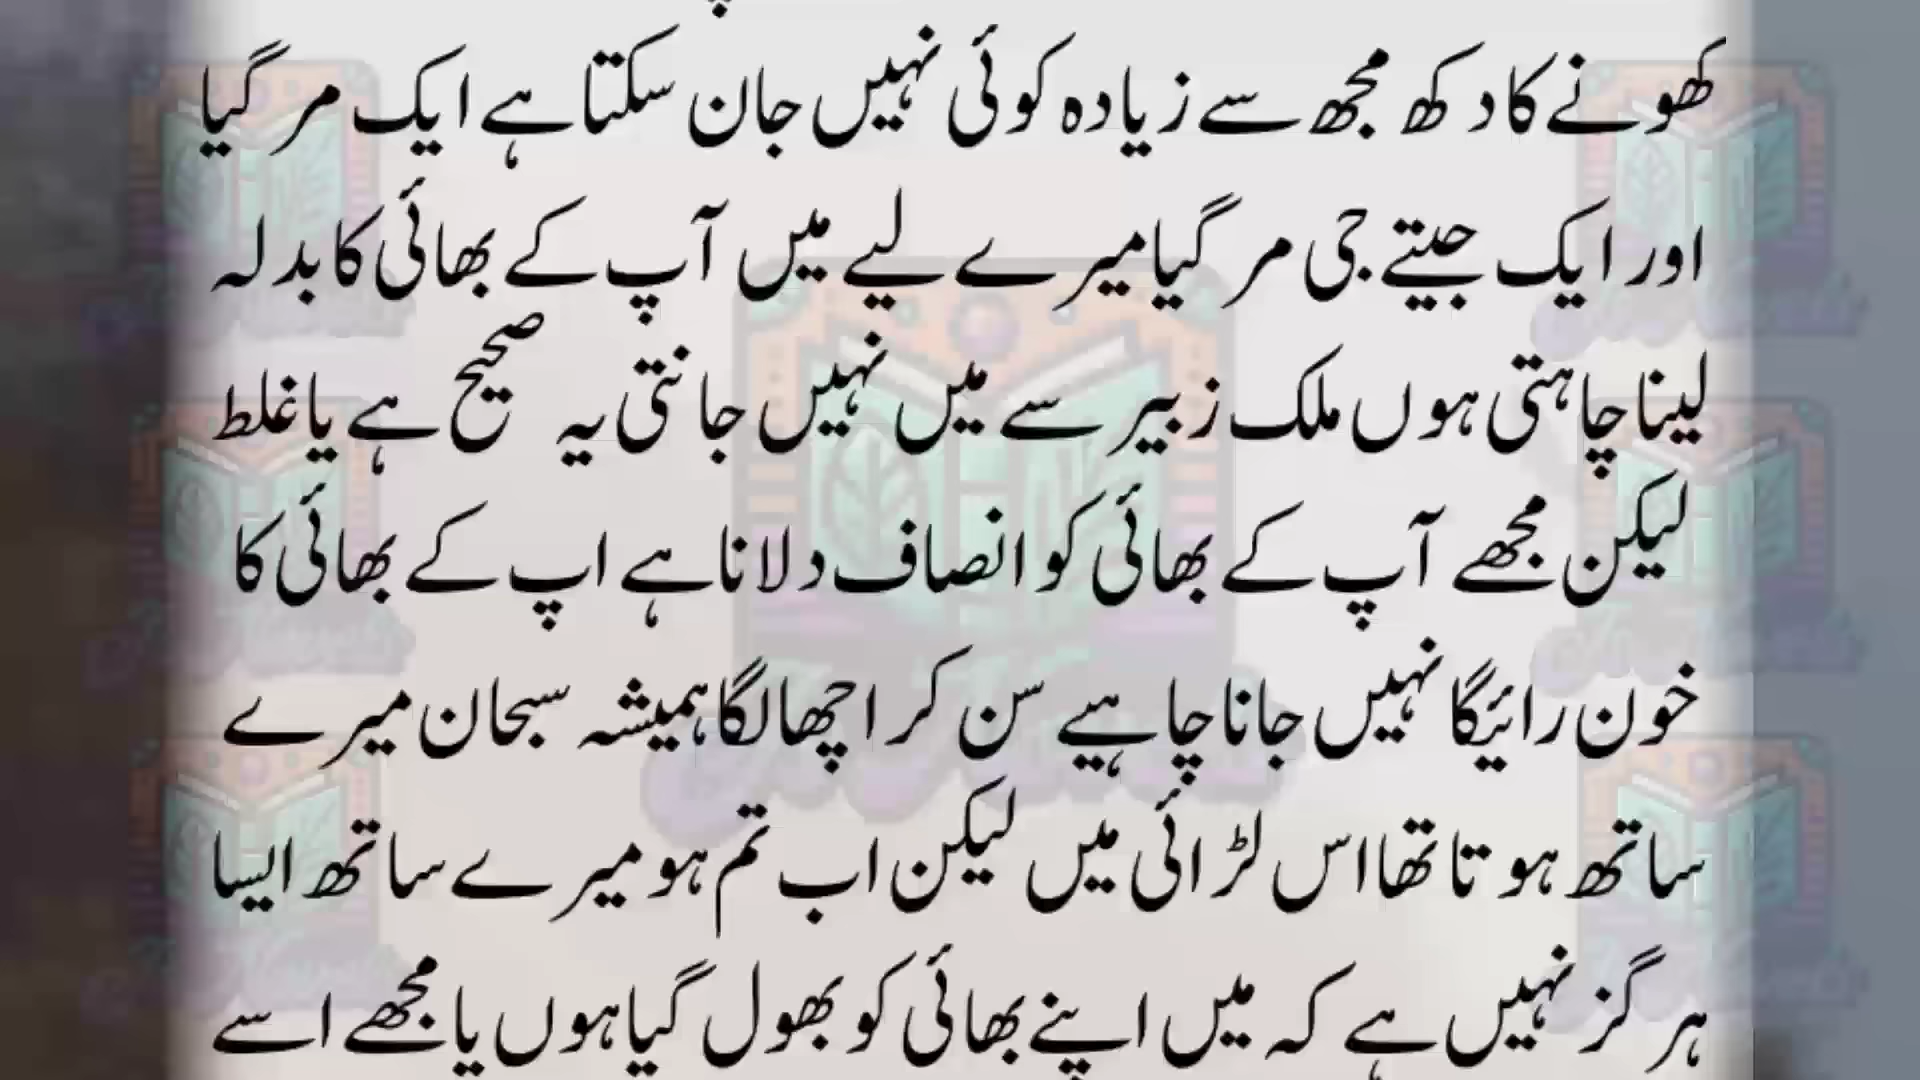 کھونے کا دکھ مجھ سے زیادہ کوئی نہیں جان سکتا ہے ایک مر گیا
اور ایک جیتے جی مر گیا میرے لیے میں آپ کے بھائی کا بدلہ
لینا چاہتی ہوں ملک زبیر سے میں نہیں جانتی یہ صحیح ہے یا غلط
لیکن مجھے آپ کے بھائی کو انصاف دلانا ہے اپ کے بھائی کا
خون رائیگا نہیں جانا چاہیے سن کر اچھا لگا ہمیشہ سبحان میرے
ساتھ ہوتا تھا اس لڑائی میں لیکن اب تم ہو میرے ساتھ ایسا
ہر گز نہیں ہے کہ میں اپنے بھائی کو بھول گیا ہوں یا مجھے اسے